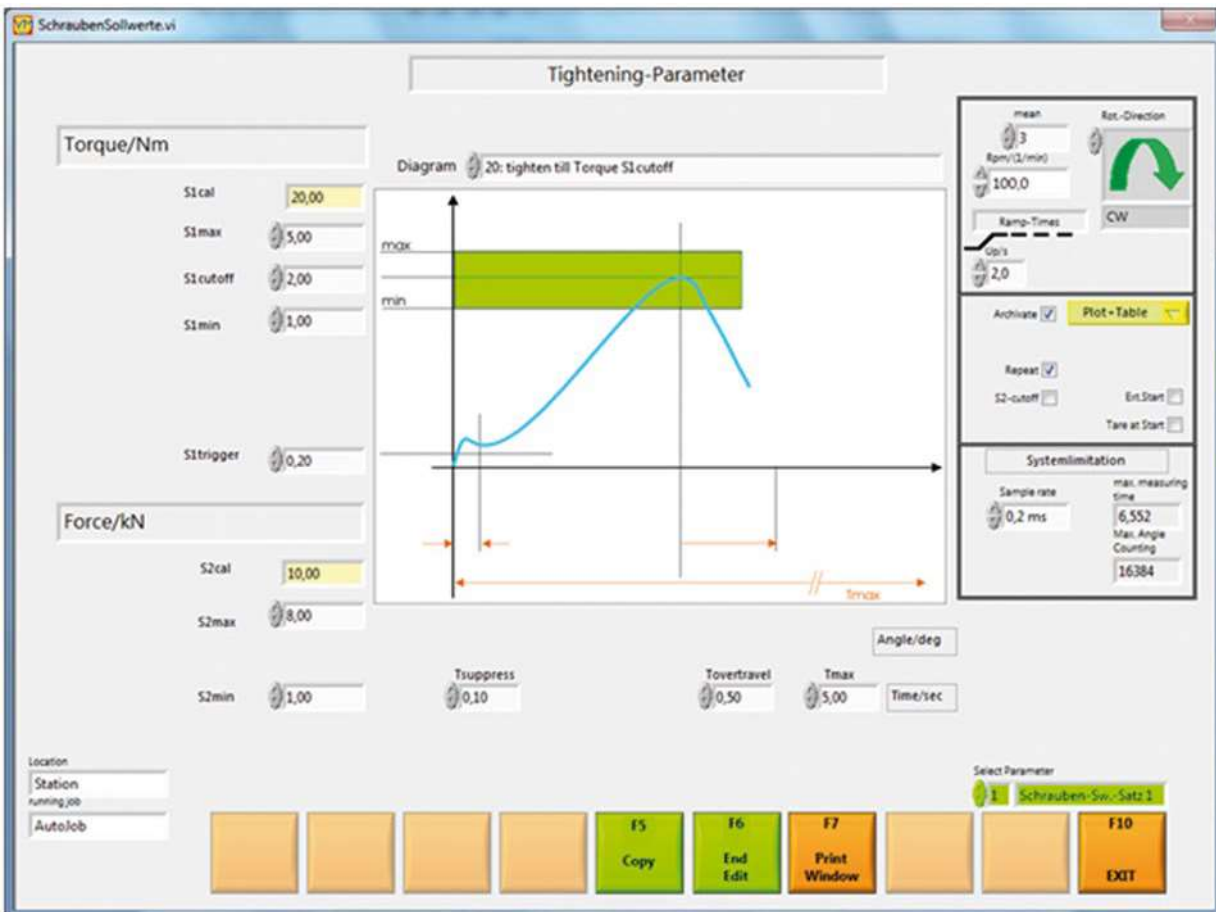 SchraubenSollwerte.vi
Tightening-Parameter
Torque/Nm
S1cal 20,00
S1max 5,00
S1cutoff 2,00
S1min 1,00
S1trigger 0,20
Force/kN
S2cal 10,00
S2max 8,00
S2min 1,00
Diagram 20: tighten till Torque S1cutoff
max
min
Tmax
Angle/deg
Tsuppress
0,10
Tovertravel
0,50
Tmax
5,00
Time/sec
mean
3
Rpm/(1/min)
100,0
Rot.-Direction
CW
Ramp-Times
Up/s
2,0
Archivate
Plot+Table
Repeat
S2-cutoff
Ext.Start
Tare at Start
Systemlimitation
Sample rate
0,2 ms
max. measuring
time
6,552
Max. Angle
Counting
16384
Location
Station
running job
AutoJob
Select Parameter
1 Schrauben-Sw.-Satz 1
F5
Copy
F6
End
Edit
F7
Print
Window
F10
EXIT